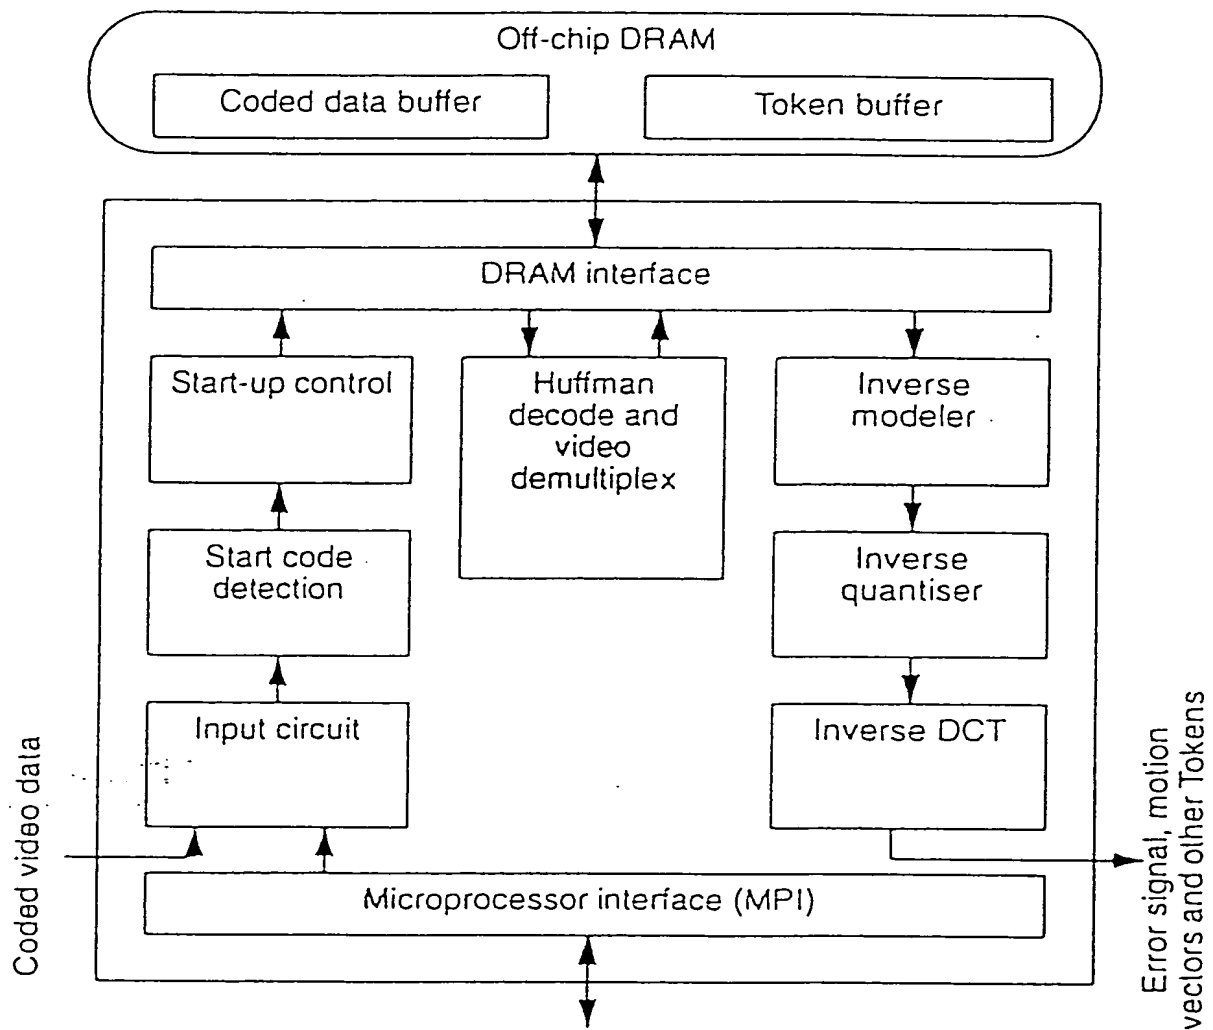 Off-chip DRAM
Coded data buffer
Token buffer
DRAM interface
Start-up control
Huffman
decode and
video
demultiplex
Inverse
modeler
Start code
detection
Inverse
quantiser
Input circuit
Inverse DCT
Coded video data
Error signal, motion
vectors and other Tokens
Microprocessor interface (MPI)